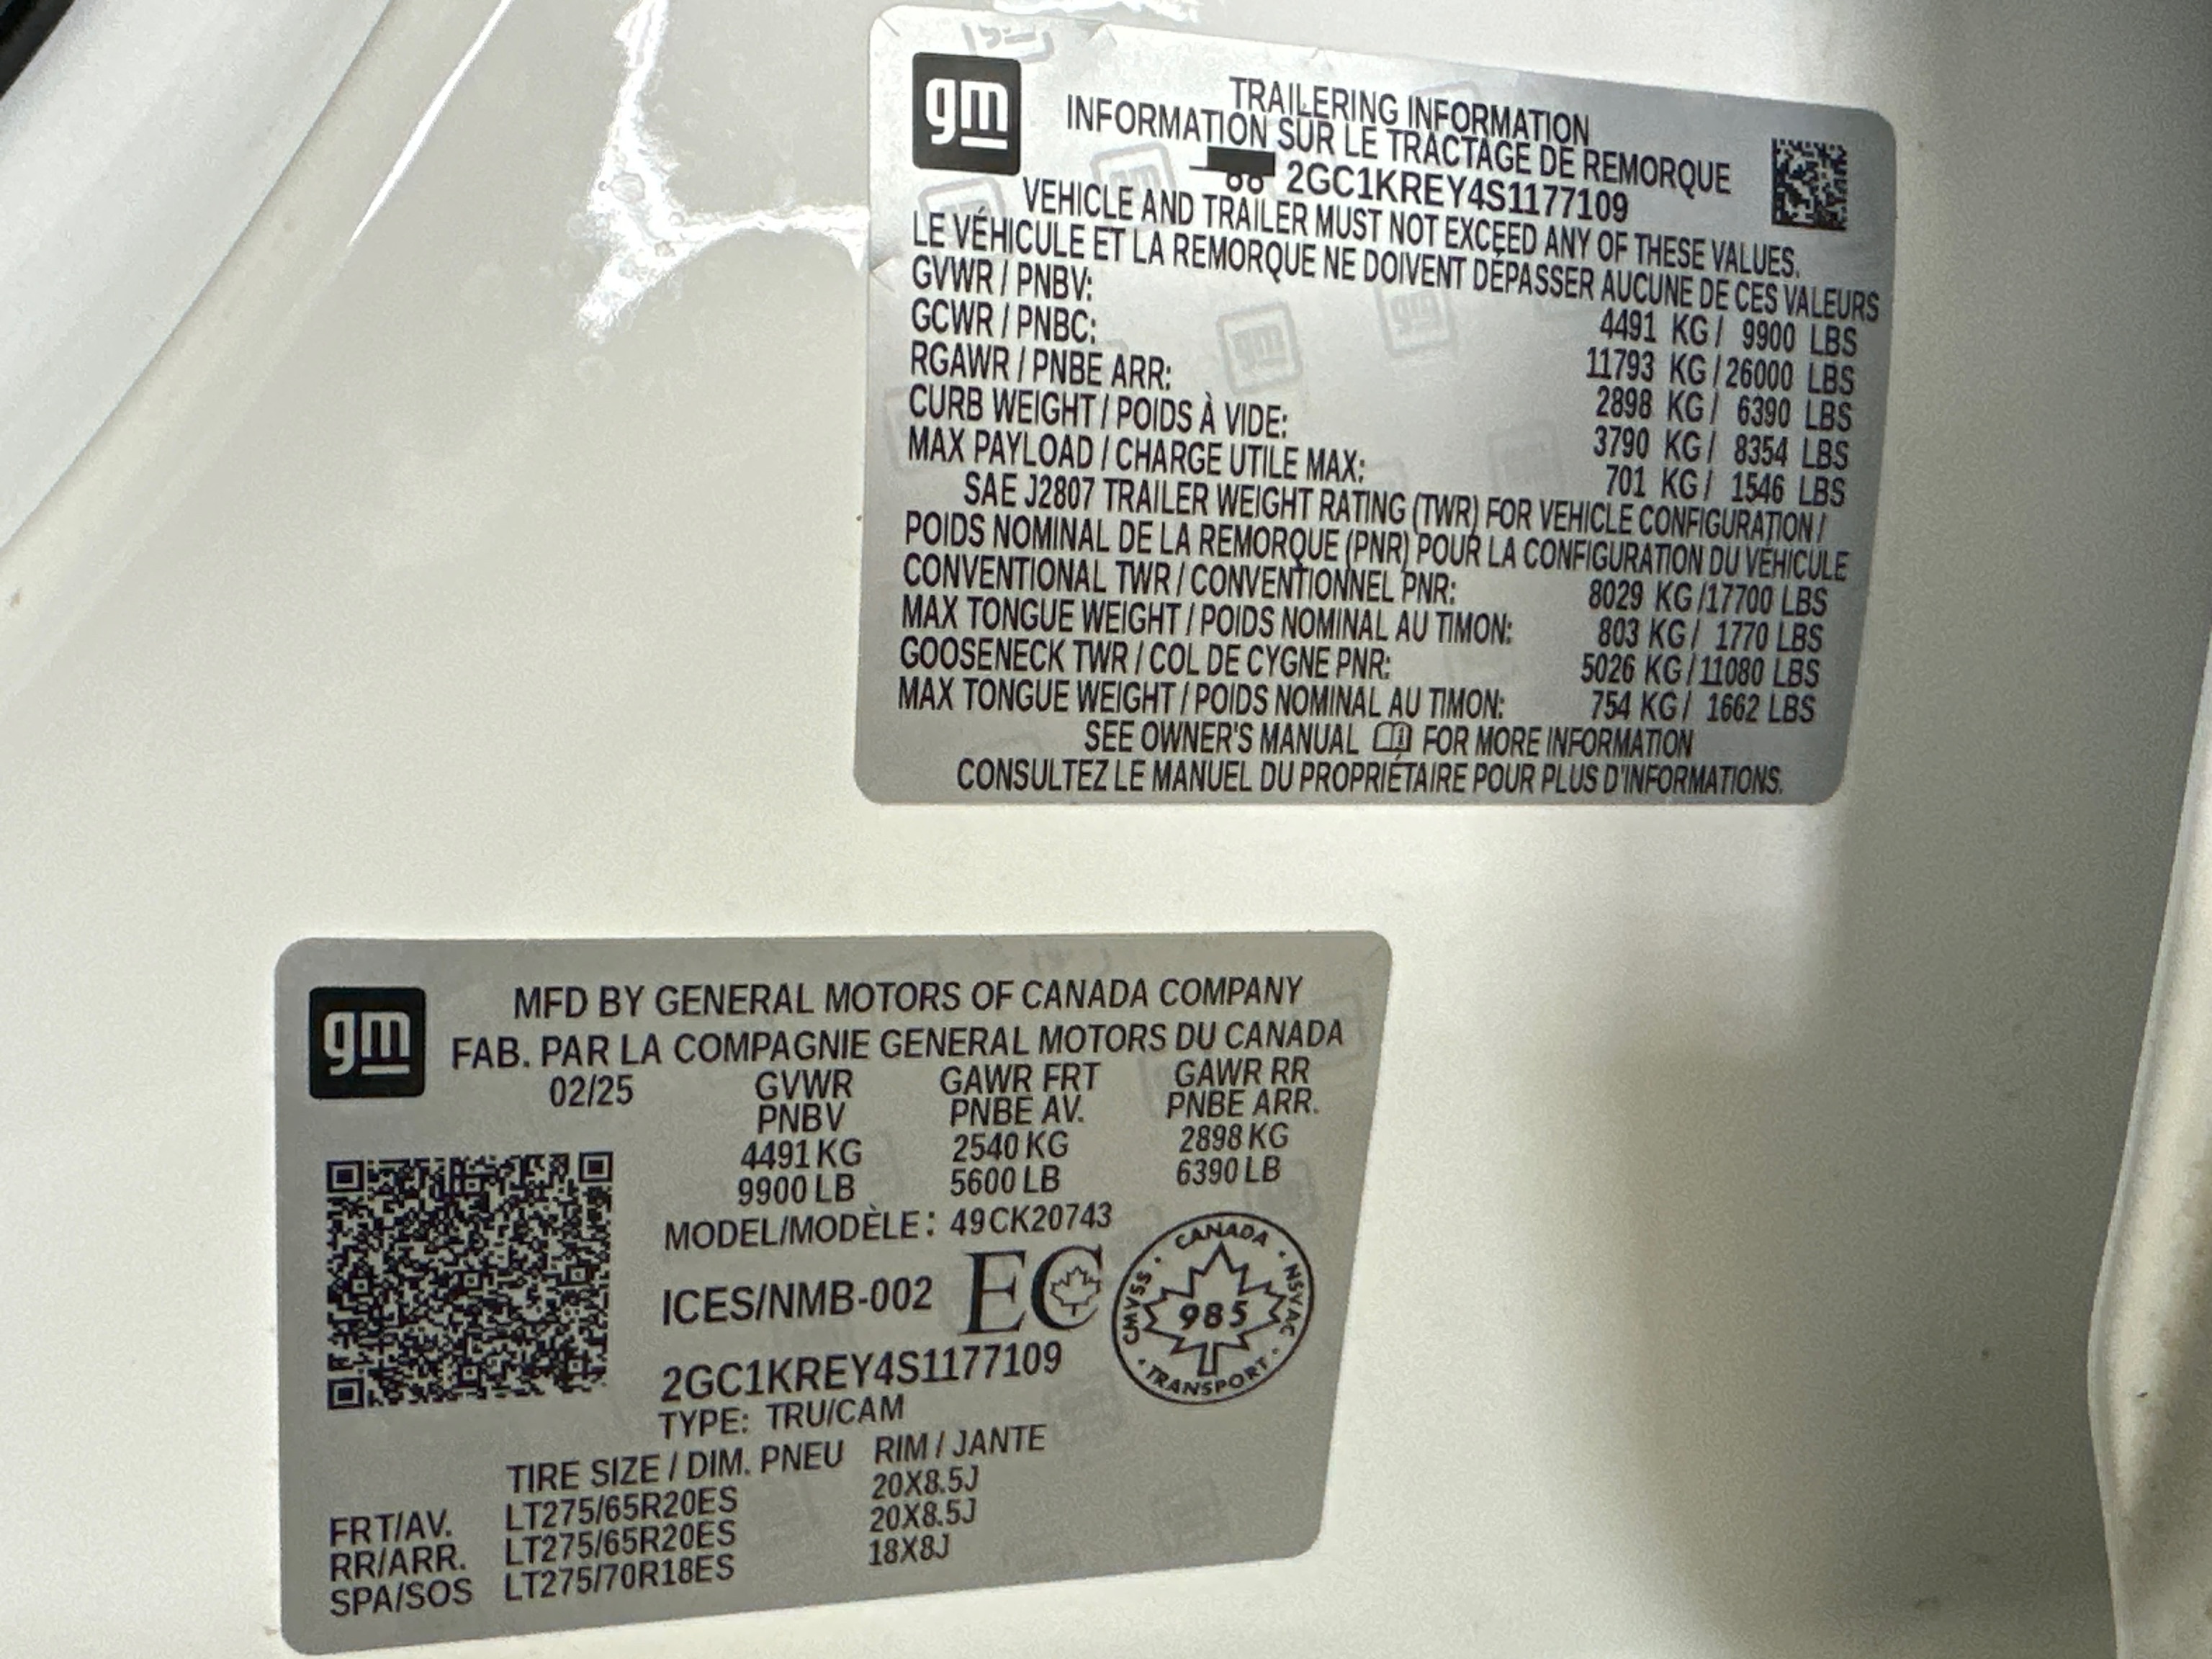 gm
TRAILERING INFORMATION
INFORMATION SUR LE TRACTAGE DE REMORQUE
2GC1KREY4S1177109
VEHICLE AND TRAILER MUST NOT EXCEED ANY OF THESE VALUES.
LE VÉHICULE ET LA REMORQUE NE DOIVENT DÉPASSER AUCUNE DE CES VALEURS
GVWR / PNBV: 4491 KG / 9900 LBS
GCWR / PNBC: 11793 KG / 26000 LBS
RGAWR / PNBE ARR: 2898 KG / 6390 LBS
CURB WEIGHT / POIDS À VIDE: 3790 KG / 8354 LBS
MAX PAYLOAD / CHARGE UTILE MAX: 701 KG / 1546 LBS
SAE J2807 TRAILER WEIGHT RATING (TWR) FOR VEHICLE CONFIGURATION /
POIDS NOMINAL DE LA REMORQUE (PNR) POUR LA CONFIGURATION DU VÉHICULE
CONVENTIONAL TWR / CONVENTIONNEL PNR: 8029 KG /17700 LBS
MAX TONGUE WEIGHT / POIDS NOMINAL AU TIMON: 803 KG / 1770 LBS
GOOSENECK TWR / COL DE CYGNE PNR: 5026 KG /11080 LBS
MAX TONGUE WEIGHT / POIDS NOMINAL AU TIMON: 754 KG / 1662 LBS
SEE OWNER'S MANUAL FOR MORE INFORMATION
CONSULTEZ LE MANUEL DU PROPRIÉTAIRE POUR PLUS D'INFORMATIONS.
gm
MFD BY GENERAL MOTORS OF CANADA COMPANY
FAB. PAR LA COMPAGNIE GENERAL MOTORS DU CANADA
02/25 GVWR GAWR FRT GAWR RR
PNBV PNBE AV. PNBE ARR.
4491 KG 2540 KG 2898 KG
9900 LB 5600 LB 6390 LB
MODEL/MODÈLE: 49CK20743
ICES/NMB-002 EC
CANADA · NSVAC · TRANSPORT · CMVSS ·
985
2GC1KREY4S1177109
TYPE: TRU/CAM
TIRE SIZE / DIM. PNEU RIM / JANTE
FRT/AV. LT275/65R20ES 20X8.5J
RR/ARR. LT275/65R20ES 20X8.5J
SPA/SOS LT275/70R18ES 18X8J